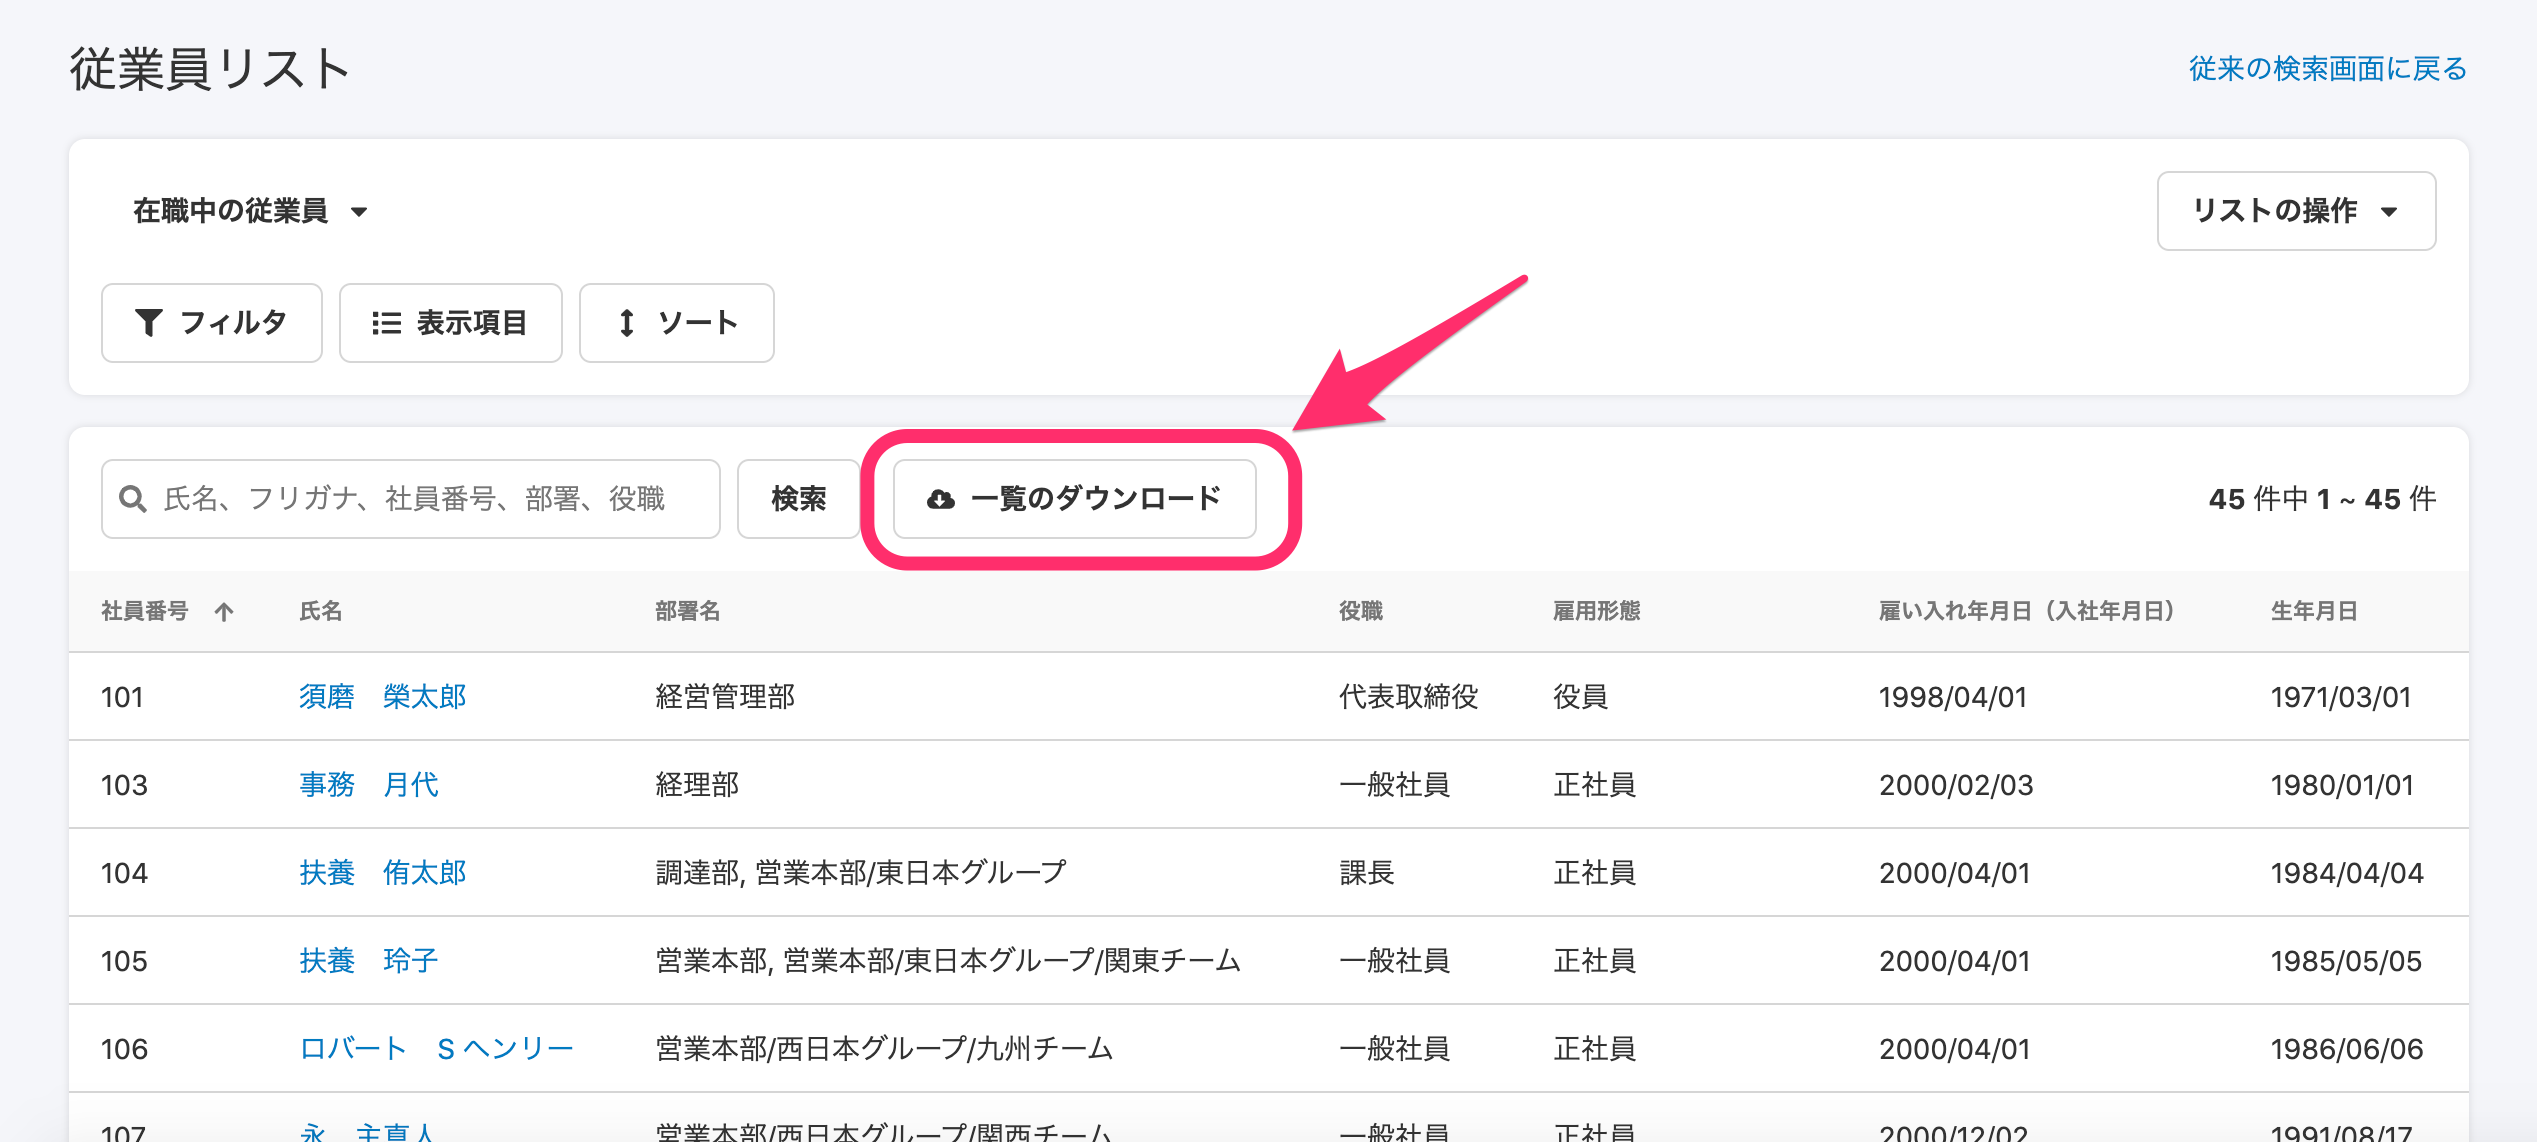 従業員リスト
従来の検索画面に戻る
在職中の従業員
リストの操作
フィルタ 表示項目 ソート
氏名、フリガナ、社員番号、部署、役職 検索 一覧のダウンロード 45 件中 1 ~ 45 件
社員番号 氏名 部署名 役職 雇用形態 雇い入れ年月日（入社年月日） 生年月日
101 須磨　榮太郎 経営管理部 代表取締役 役員 1998/04/01 1971/03/01
103 事務　月代 経理部 一般社員 正社員 2000/02/03 1980/01/01
104 扶養　侑太郎 調達部, 営業本部/東日本グループ 課長 正社員 2000/04/01 1984/04/04
105 扶養　玲子 営業本部, 営業本部/東日本グループ/関東チーム 一般社員 正社員 2000/04/01 1985/05/05
106 ロバート　S ヘンリー 営業本部/西日本グループ/九州チーム 一般社員 正社員 2000/04/01 1986/06/06
107 永　主真人 営業本部/西日本グループ/関西チーム 一般社員 正社員 2000/12/02 1991/08/17